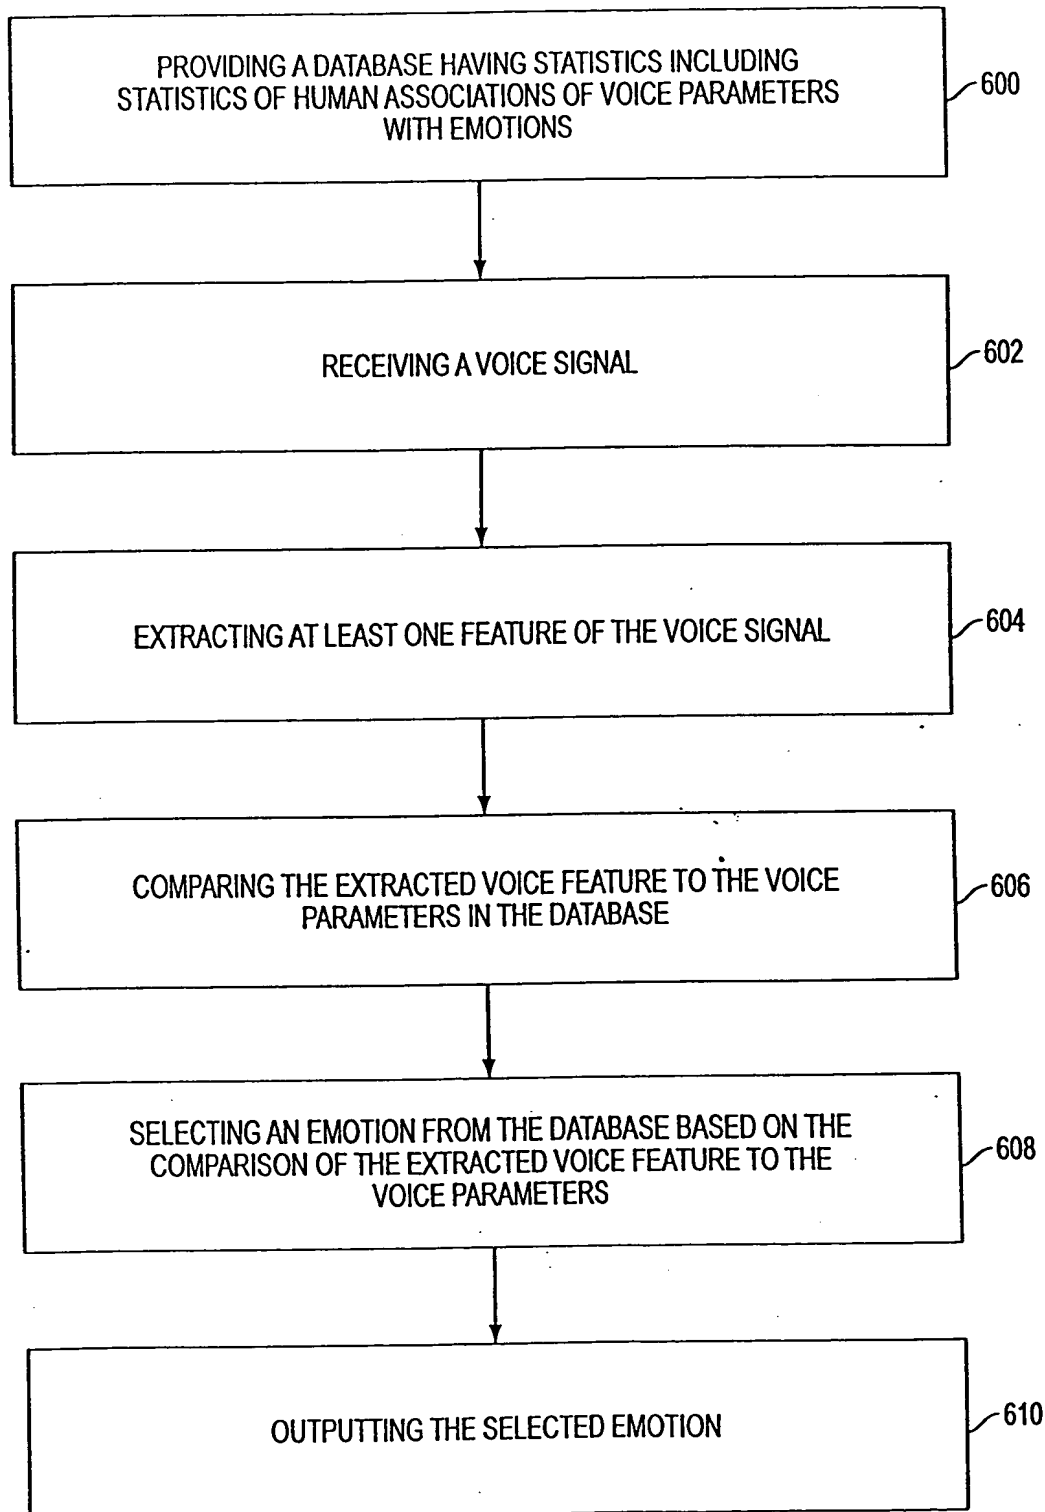 PROVIDING A DATABASE HAVING STATISTICS INCLUDING
STATISTICS OF HUMAN ASSOCIATIONS OF VOICE PARAMETERS
WITH EMOTIONS
600
RECEIVING A VOICE SIGNAL
602
EXTRACTING AT LEAST ONE FEATURE OF THE VOICE SIGNAL
604
COMPARING THE EXTRACTED VOICE FEATURE TO THE VOICE
PARAMETERS IN THE DATABASE
606
SELECTING AN EMOTION FROM THE DATABASE BASED ON THE
COMPARISON OF THE EXTRACTED VOICE FEATURE TO THE
VOICE PARAMETERS
608
OUTPUTTING THE SELECTED EMOTION
610